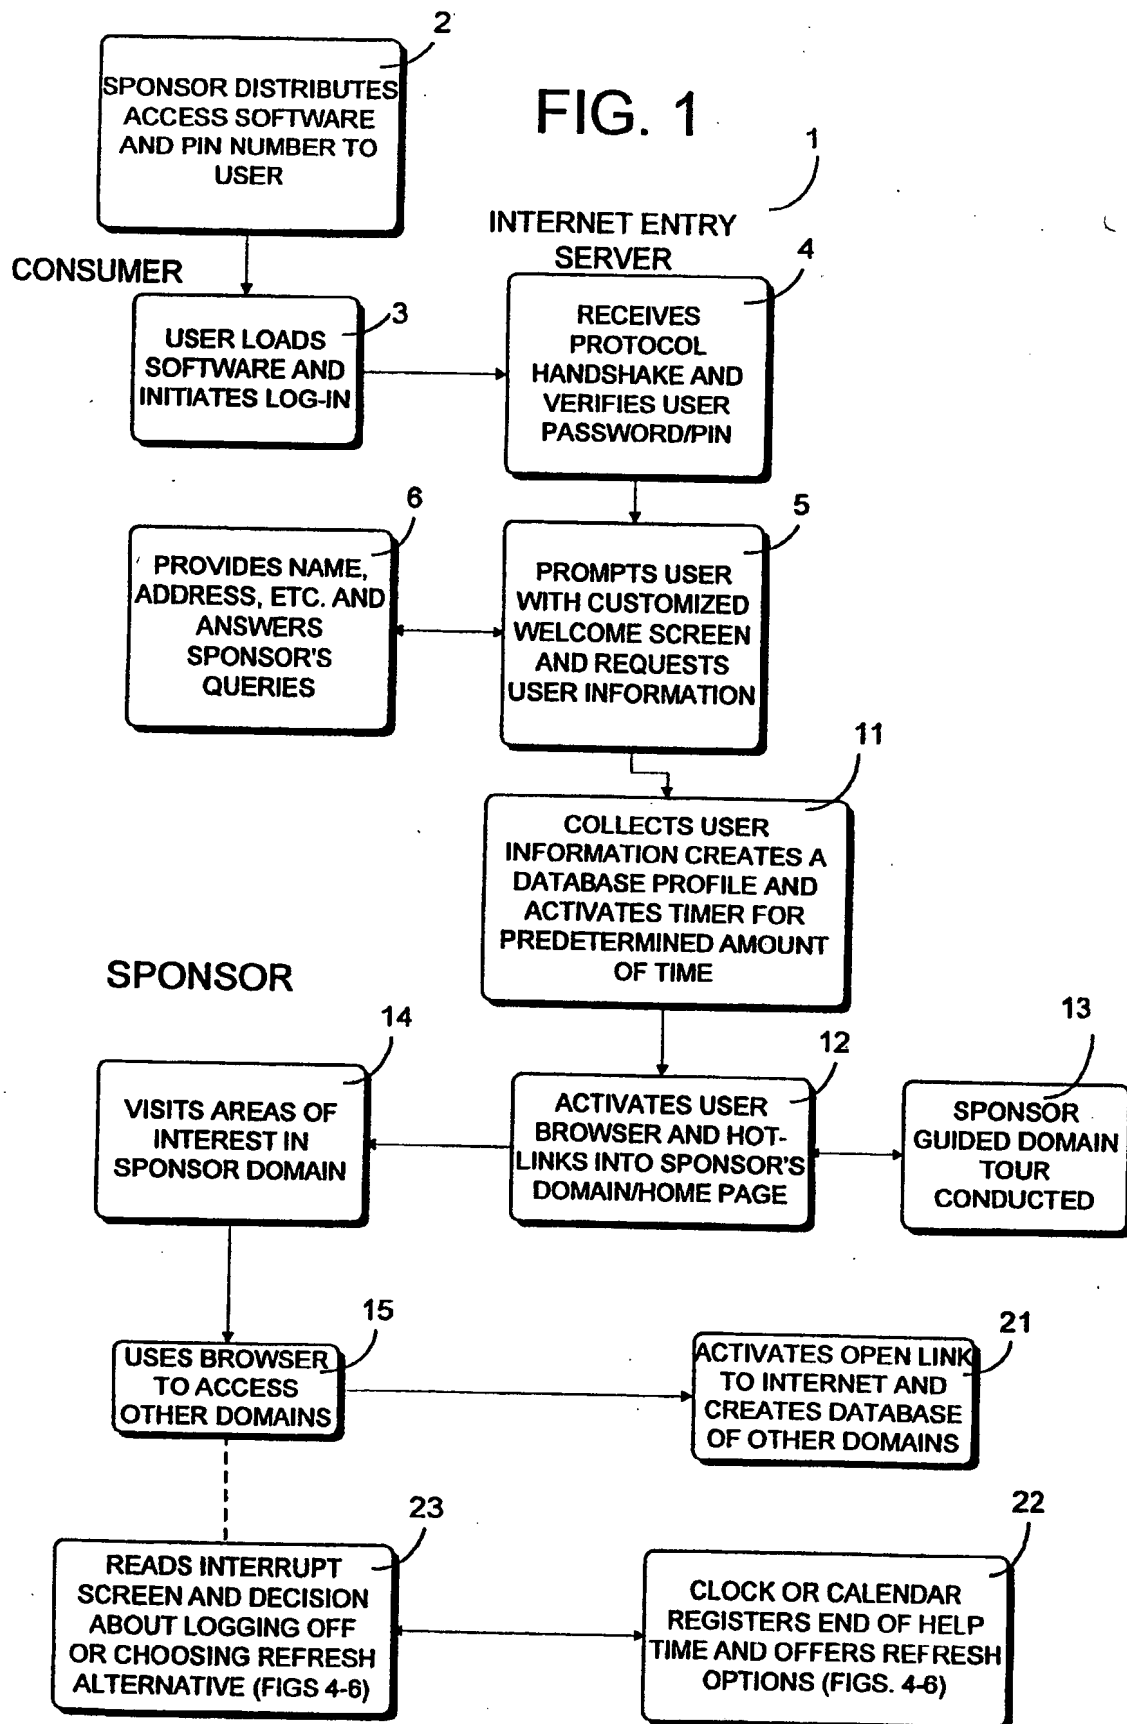 2
SPONSOR DISTRIBUTES
ACCESS SOFTWARE
AND PIN NUMBER TO
USER
FIG. 1
1
INTERNET ENTRY
SERVER
CONSUMER
3
USER LOADS
SOFTWARE AND
INITIATES LOG-IN
4
RECEIVES
PROTOCOL
HANDSHAKE AND
VERIFIES USER
PASSWORD/PIN
6
PROVIDES NAME,
ADDRESS, ETC. AND
ANSWERS
SPONSOR'S
QUERIES
5
PROMPTS USER
WITH CUSTOMIZED
WELCOME SCREEN
AND REQUESTS
USER INFORMATION
11
COLLECTS USER
INFORMATION CREATES A
DATABASE PROFILE AND
ACTIVATES TIMER FOR
PREDETERMINED AMOUNT
OF TIME
SPONSOR
14
VISITS AREAS OF
INTEREST IN
SPONSOR DOMAIN
12
ACTIVATES USER
BROWSER AND HOT-
LINKS INTO SPONSOR'S
DOMAIN/HOME PAGE
13
SPONSOR
GUIDED DOMAIN
TOUR
CONDUCTED
15
USES BROWSER
TO ACCESS
OTHER DOMAINS
21
ACTIVATES OPEN LINK
TO INTERNET AND
CREATES DATABASE
OF OTHER DOMAINS
23
READS INTERRUPT
SCREEN AND DECISION
ABOUT LOGGING OFF
OR CHOOSING REFRESH
ALTERNATIVE (FIGS 4-6)
22
CLOCK OR CALENDAR
REGISTERS END OF HELP
TIME AND OFFERS REFRESH
OPTIONS (FIGS. 4-6)